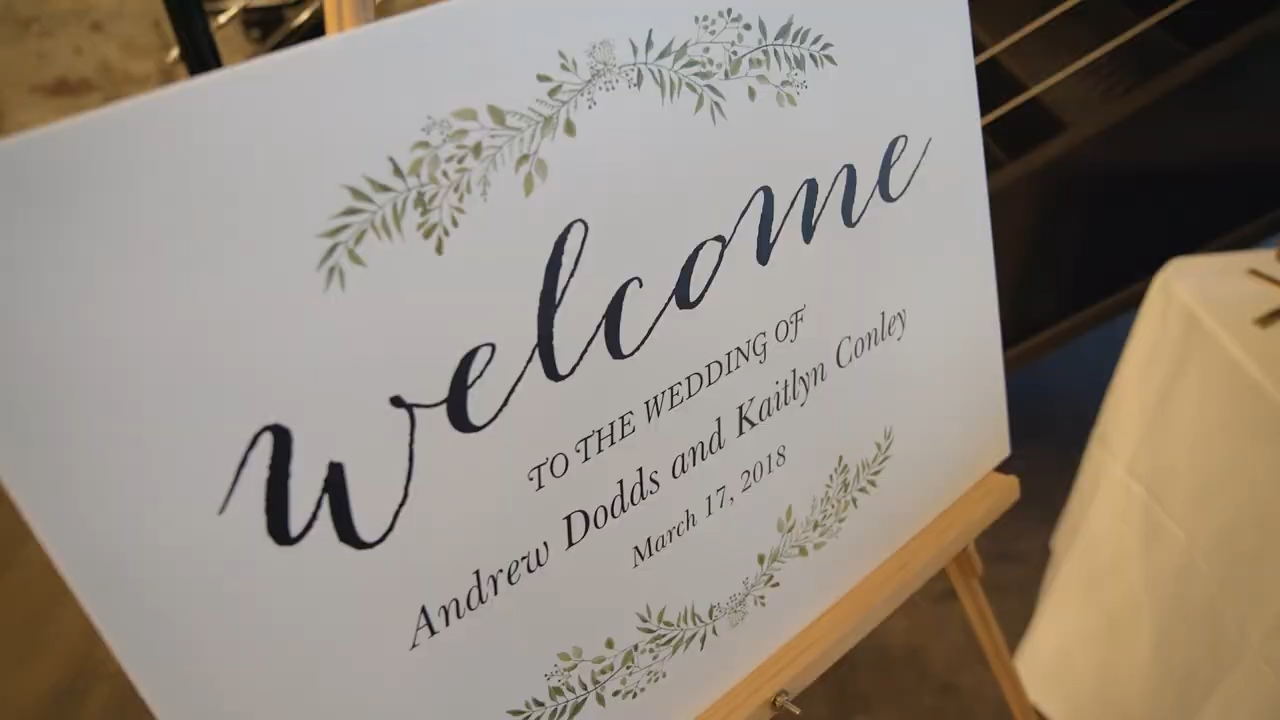 welcome
TO THE WEDDING OF
Andrew Dodds and Kaitlyn Conley
March 17, 2018